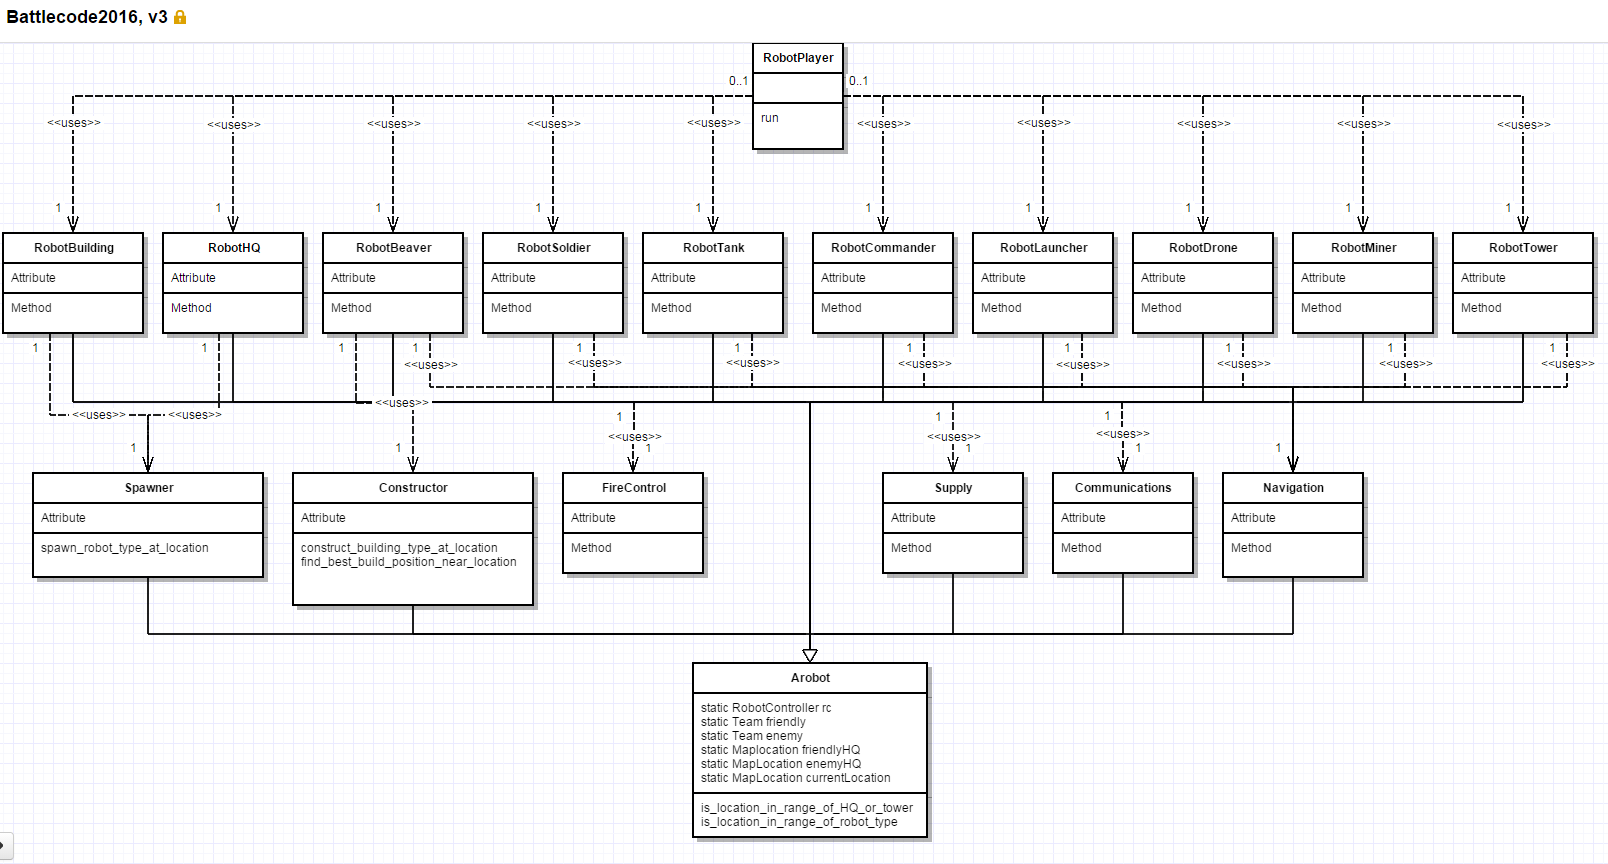 Battlecode2016, v3
RobotPlayer
0..1
0..1
run
<<uses>>
<<uses>>
<<uses>>
<<uses>>
<<uses>>
<<uses>>
<<uses>>
<<uses>>
<<uses>>
<<uses>>
1
1
1
1
1
1
1
1
1
1
RobotBuilding
Attribute
Method
RobotHQ
Attribute
Method
RobotBeaver
Attribute
Method
RobotSoldier
Attribute
Method
RobotTank
Attribute
Method
RobotCommander
Attribute
Method
RobotLauncher
Attribute
Method
RobotDrone
Attribute
Method
RobotMiner
Attribute
Method
RobotTower
Attribute
Method
1
1
1
1
1
1
1
1
1
1
1
<<uses>>
<<uses>>
<<uses>>
<<uses>>
<<uses>>
<<uses>>
<<uses>>
<<uses>>
<<uses>>
<<uses>>
<<uses>>
1
<<uses>>
1
<<uses>>
1
<<uses>>
1
1
1
1
1
1
Spawner
Attribute
spawn_robot_type_at_location
Constructor
Attribute
construct_building_type_at_location
find_best_build_position_near_location
FireControl
Attribute
Method
Supply
Attribute
Method
Communications
Attribute
Method
Navigation
Attribute
Method
Arobot
static RobotController rc
static Team friendly
static Team enemy
static Maplocation friendlyHQ
static MapLocation enemyHQ
static MapLocation currentLocation
is_location_in_range_of_HQ_or_tower
is_location_in_range_of_robot_type